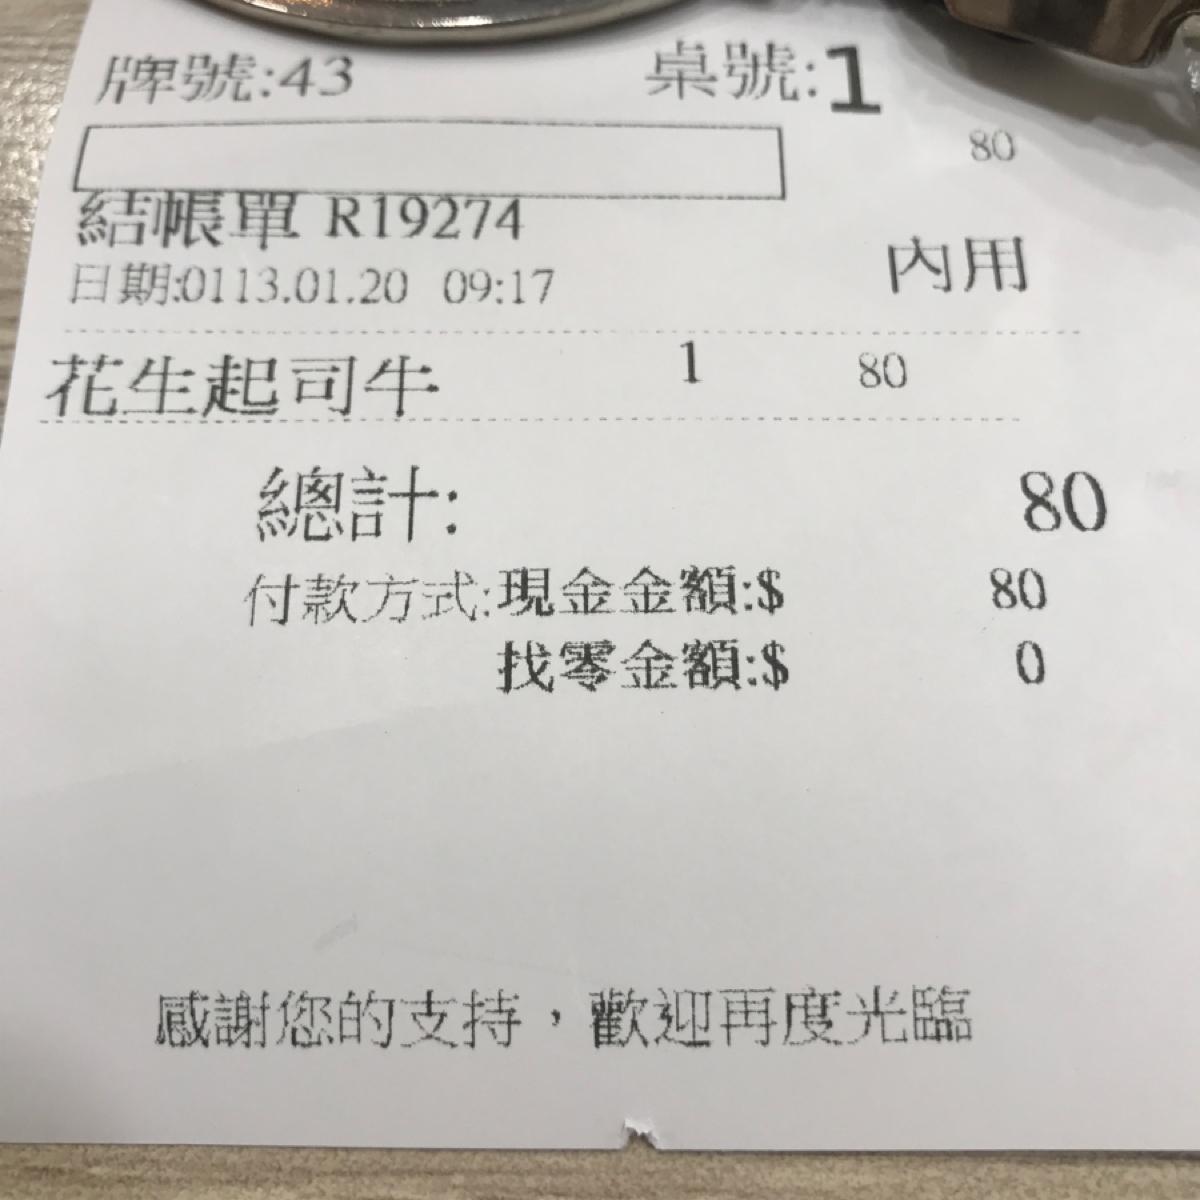 牌號:43 桌號:1
80
結帳單 R19274
內用
日期:0113.01.20 09:17
花生起司牛 1 80
總計: 80
付款方式:現金金額:$ 80
找零金額:$ 0
感謝您的支持，歡迎再度光臨